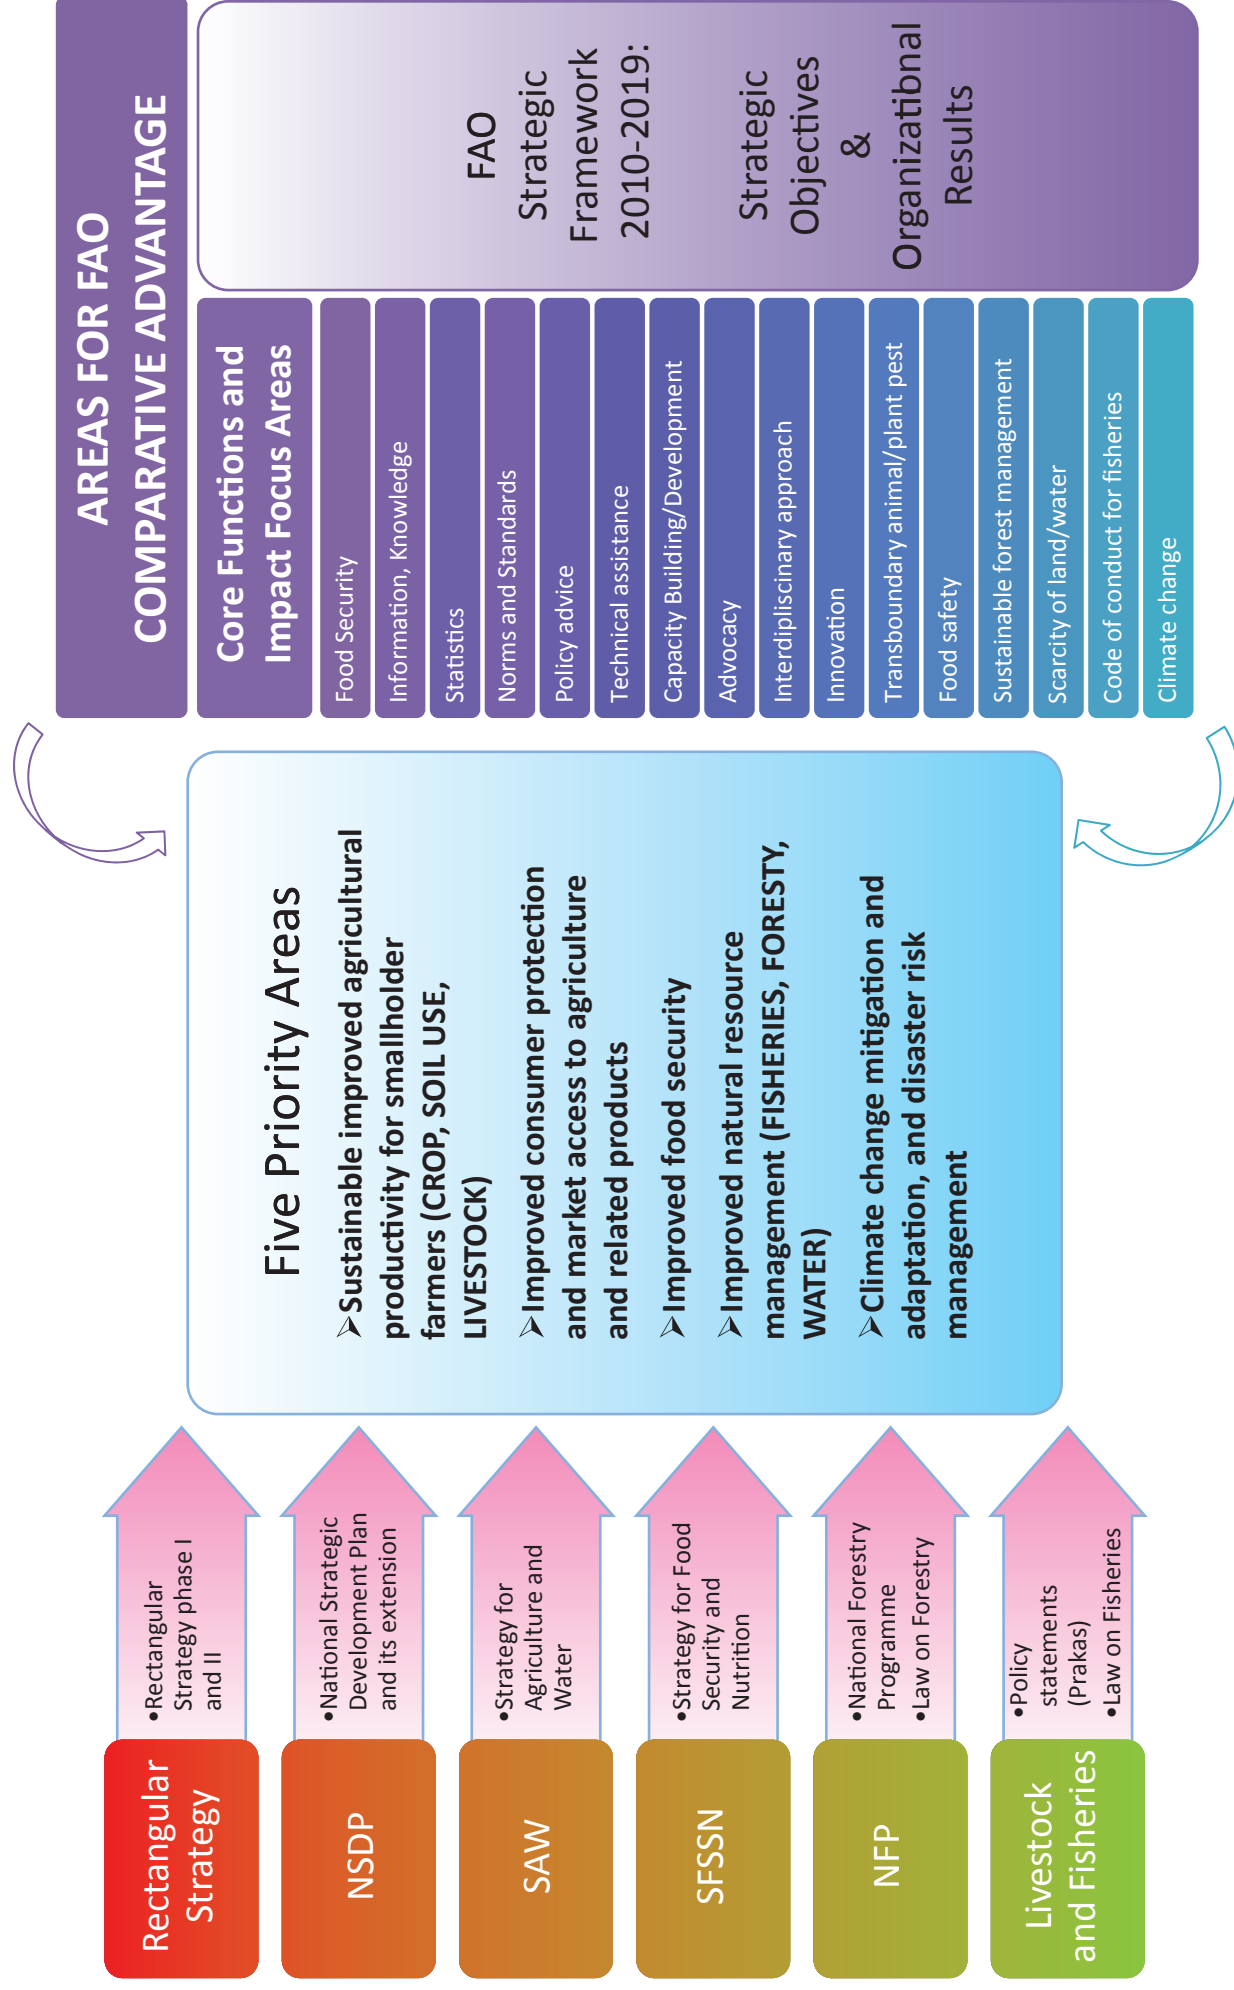 Rectangular
Strategy
•Rectangular
Strategy phase I
and II
NSDP
•National Strategic
Development Plan
and its extension
SAW
•Strategy for
Agriculture and
Water
SFSSN
•Strategy for Food
Security and
Nutrition
NFP
•National Forestry
Programme
•Law on Forestry
Livestock
and Fisheries
•Policy
statements
(Prakas)
•Law on Fisheries
Five Priority Areas
➢Sustainable improved agricultural
productivity for smallholder
farmers (CROP, SOIL USE,
LIVESTOCK)
➢Improved consumer protection
and market access to agriculture
and related products
➢Improved food security
➢Improved natural resource
management (FISHERIES, FORESTY,
WATER)
➢Climate change mitigation and
adaptation, and disaster risk
management
AREAS FOR FAO
COMPARATIVE ADVANTAGE
Core Functions and
Impact Focus Areas
Food Security
Information, Knowledge
Statistics
Norms and Standards
Policy advice
Technical assistance
Capacity Building/Development
Advocacy
Interdipliscinary approach
Innovation
Transboundary animal/plant pest
Food safety
Sustainable forest management
Scarcity of land/water
Code of conduct for fisheries
Climate change
FAO
Strategic
Framework
2010-2019:
Strategic
Objectives
&
Organizatibnal
Results